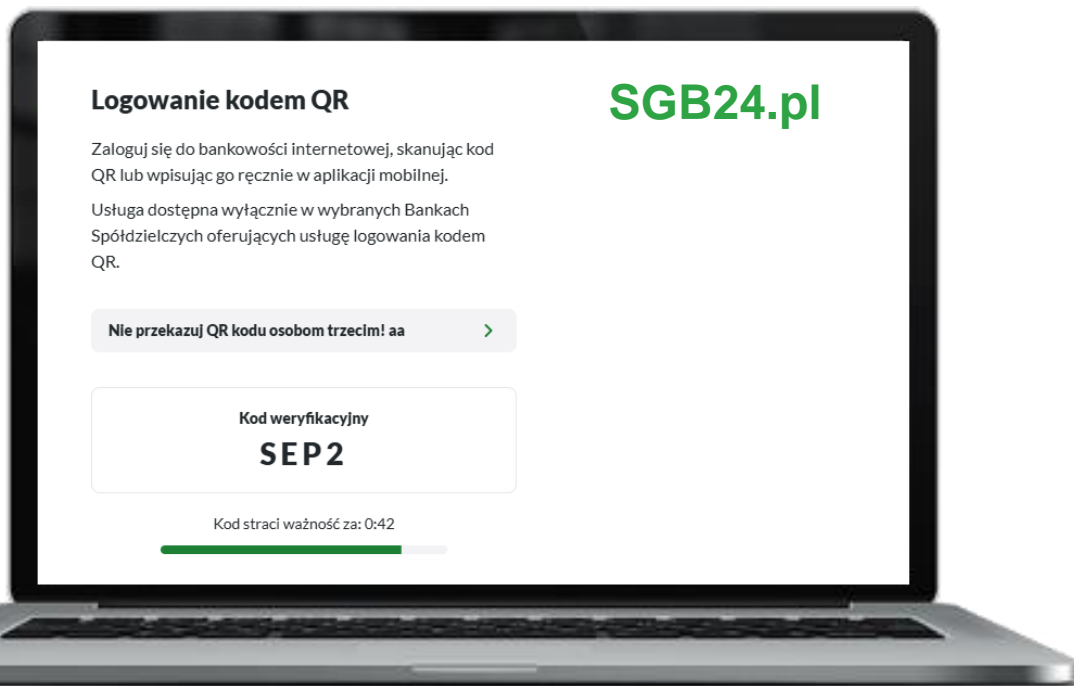 Logowanie kodem QR
SGB24.pl
Zaloguj się do bankowości internetowej, skanując kod
QR lub wpisując go ręcznie w aplikacji mobilnej.
Usługa dostępna wyłącznie w wybranych Bankach
Spółdzielczych oferujących usługę logowania kodem
QR.
Nie przekazuj QR kodu osobom trzecim! aa
Kod weryfikacyjny
SEP2
Kod straci ważność za: 0:42